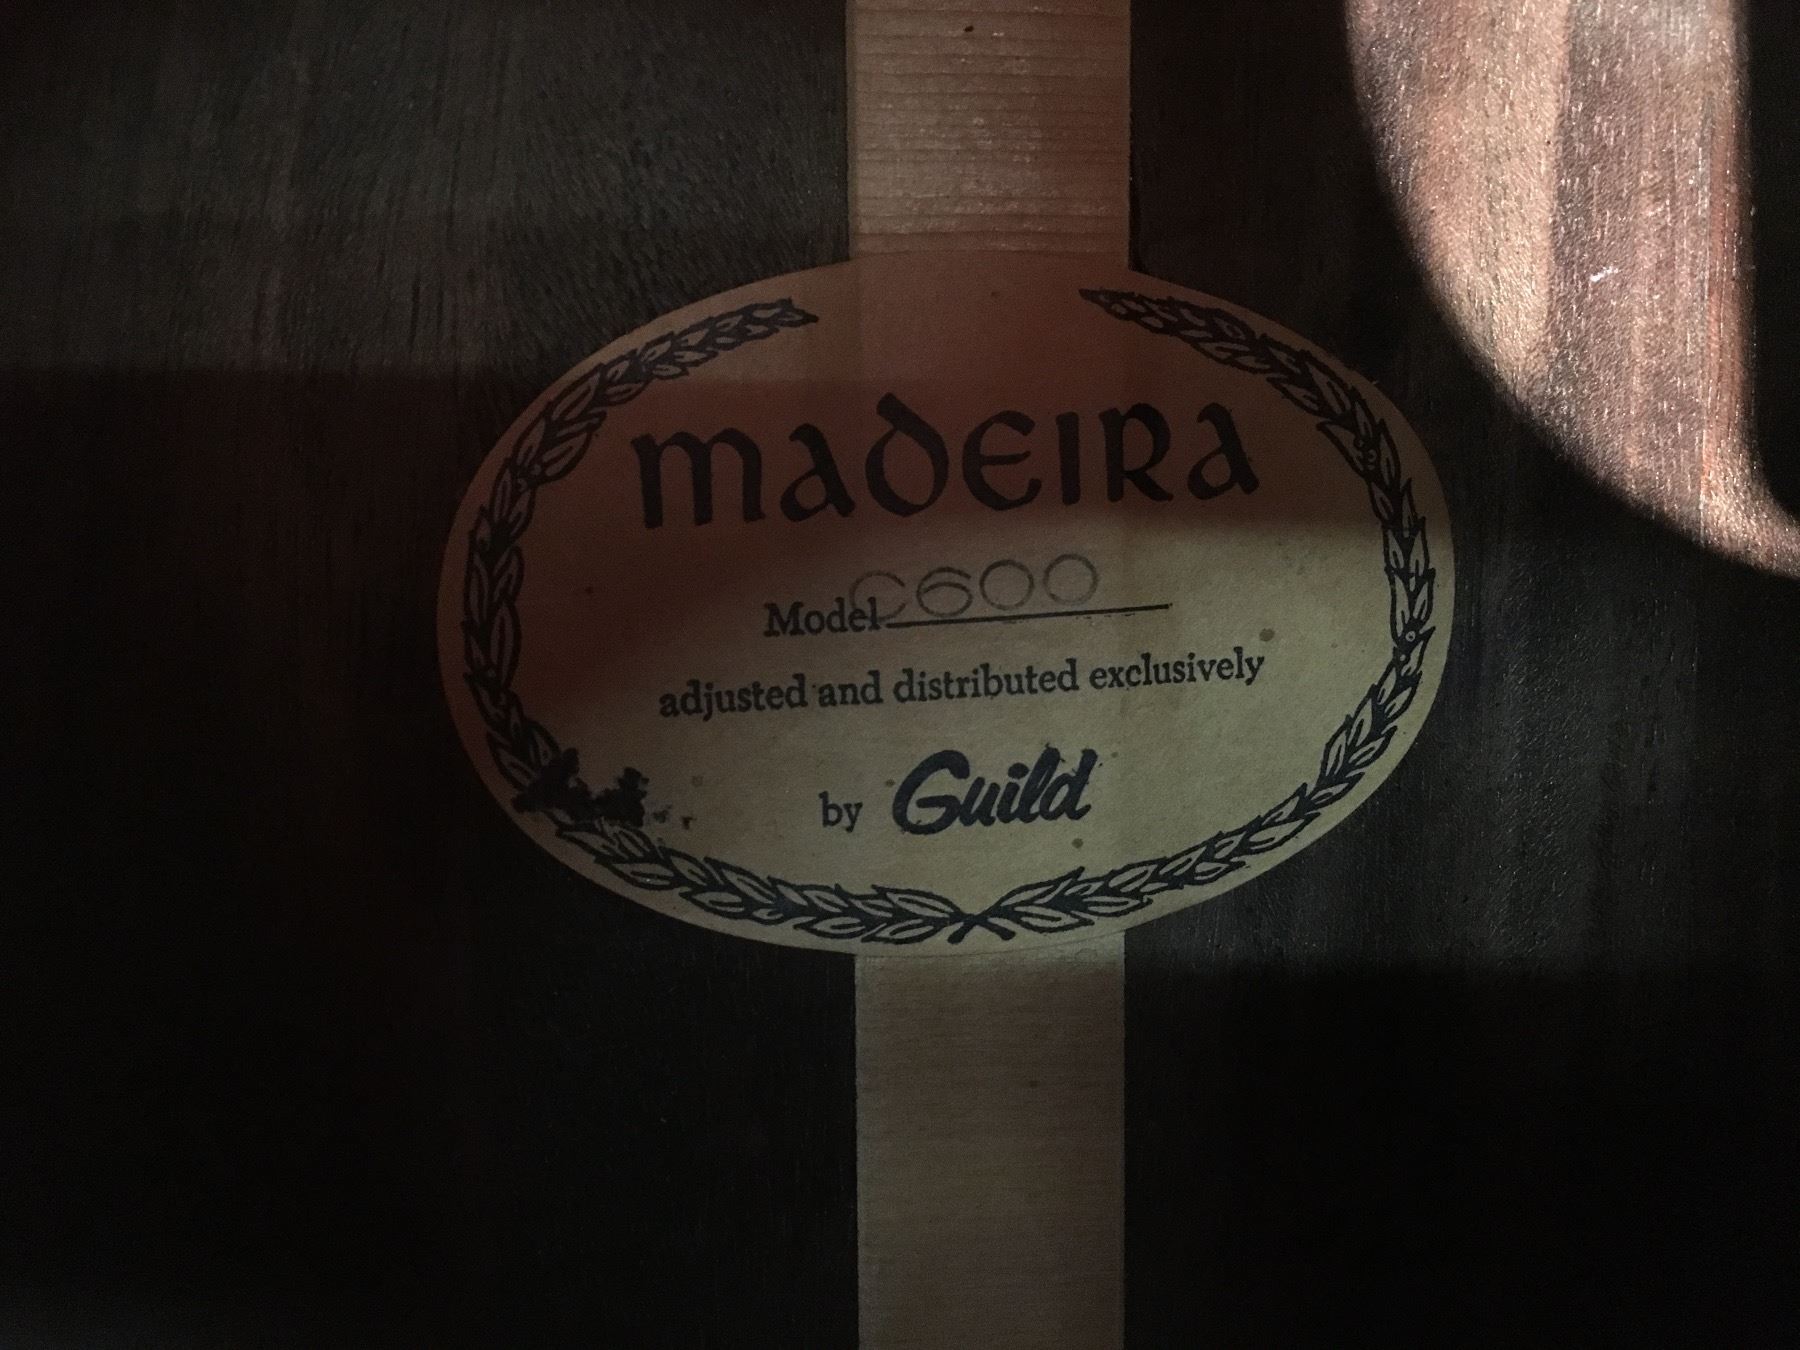 MADEIRA
Model C600
adjusted and distributed exclusively
by Guild